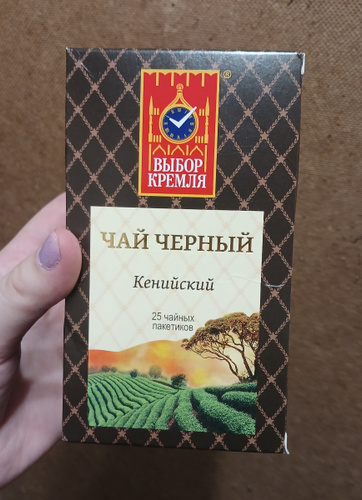 ®
ВЫБОР
КРЕМЛЯ
ЧАЙ ЧЕРНЫЙ
Кенийский
25 чайных
пакетиков